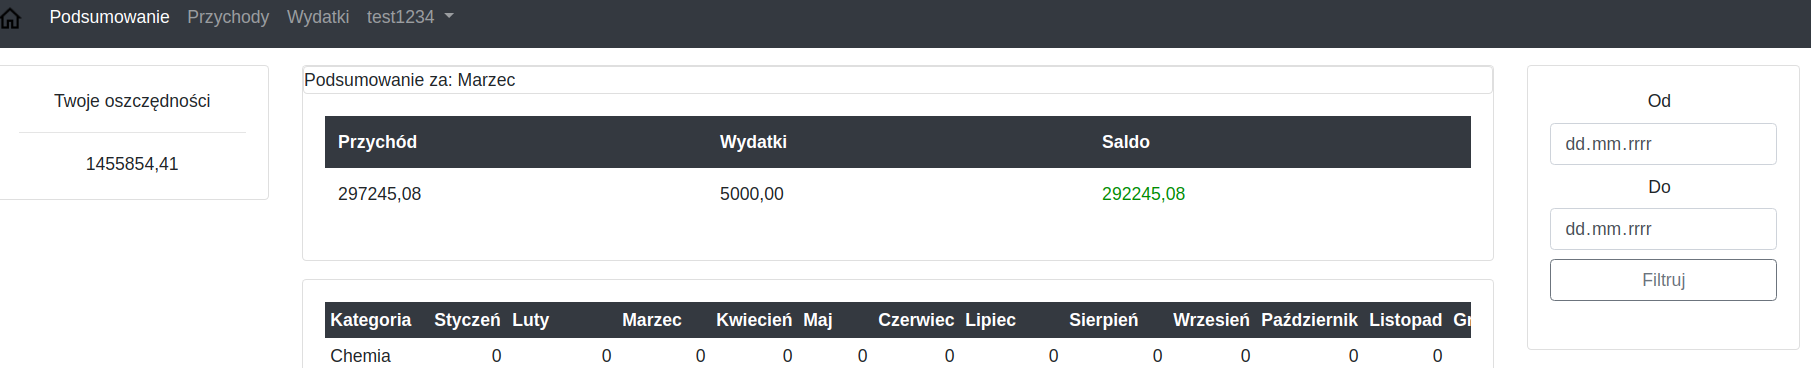 Podsumowanie Przychody Wydatki test1234
Twoje oszczędności
1455854,41
Podsumowanie za: Marzec
Przychód Wydatki Saldo
297245,08 5000,00 292245,08
Kategoria Styczeń Luty Marzec Kwiecień Maj Czerwiec Lipiec Sierpień Wrzesień Październik Listopad Gr
Chemia 0 0 0 0 0 0 0 0 0 0 0
Od
dd.mm.rrrr
Do
dd.mm.rrrr
Filtruj